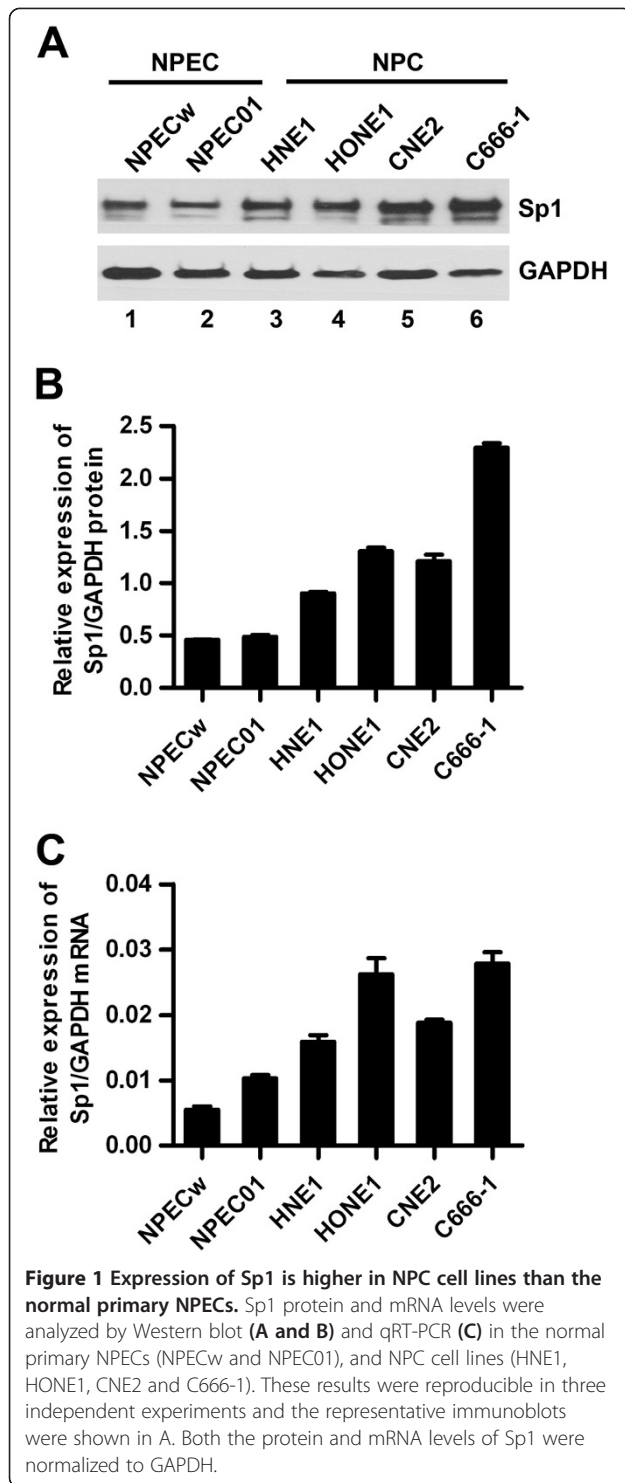 A
NPEC NPC
NPECw NPEC01 HNE1 HONE1 CNE2 C666-1
Sp1
GAPDH
1 2 3 4 5 6
B
Relative expression of
Sp1/GAPDH protein
2.5
2.0
1.5
1.0
0.5
0.0
NPECw NPEC01 HNE1 HONE1 CNE2 C666-1
C
Relative expression of
Sp1/GAPDH mRNA
0.04
0.03
0.02
0.01
0.00
NPECw NPEC01 HNE1 HONE1 CNE2 C666-1
Figure 1 Expression of Sp1 is higher in NPC cell lines than the
normal primary NPECs. Sp1 protein and mRNA levels were
analyzed by Western blot (A and B) and qRT-PCR (C) in the normal
primary NPECs (NPECw and NPEC01), and NPC cell lines (HNE1,
HONE1, CNE2 and C666-1). These results were reproducible in three
independent experiments and the representative immunoblots
were shown in A. Both the protein and mRNA levels of Sp1 were
normalized to GAPDH.